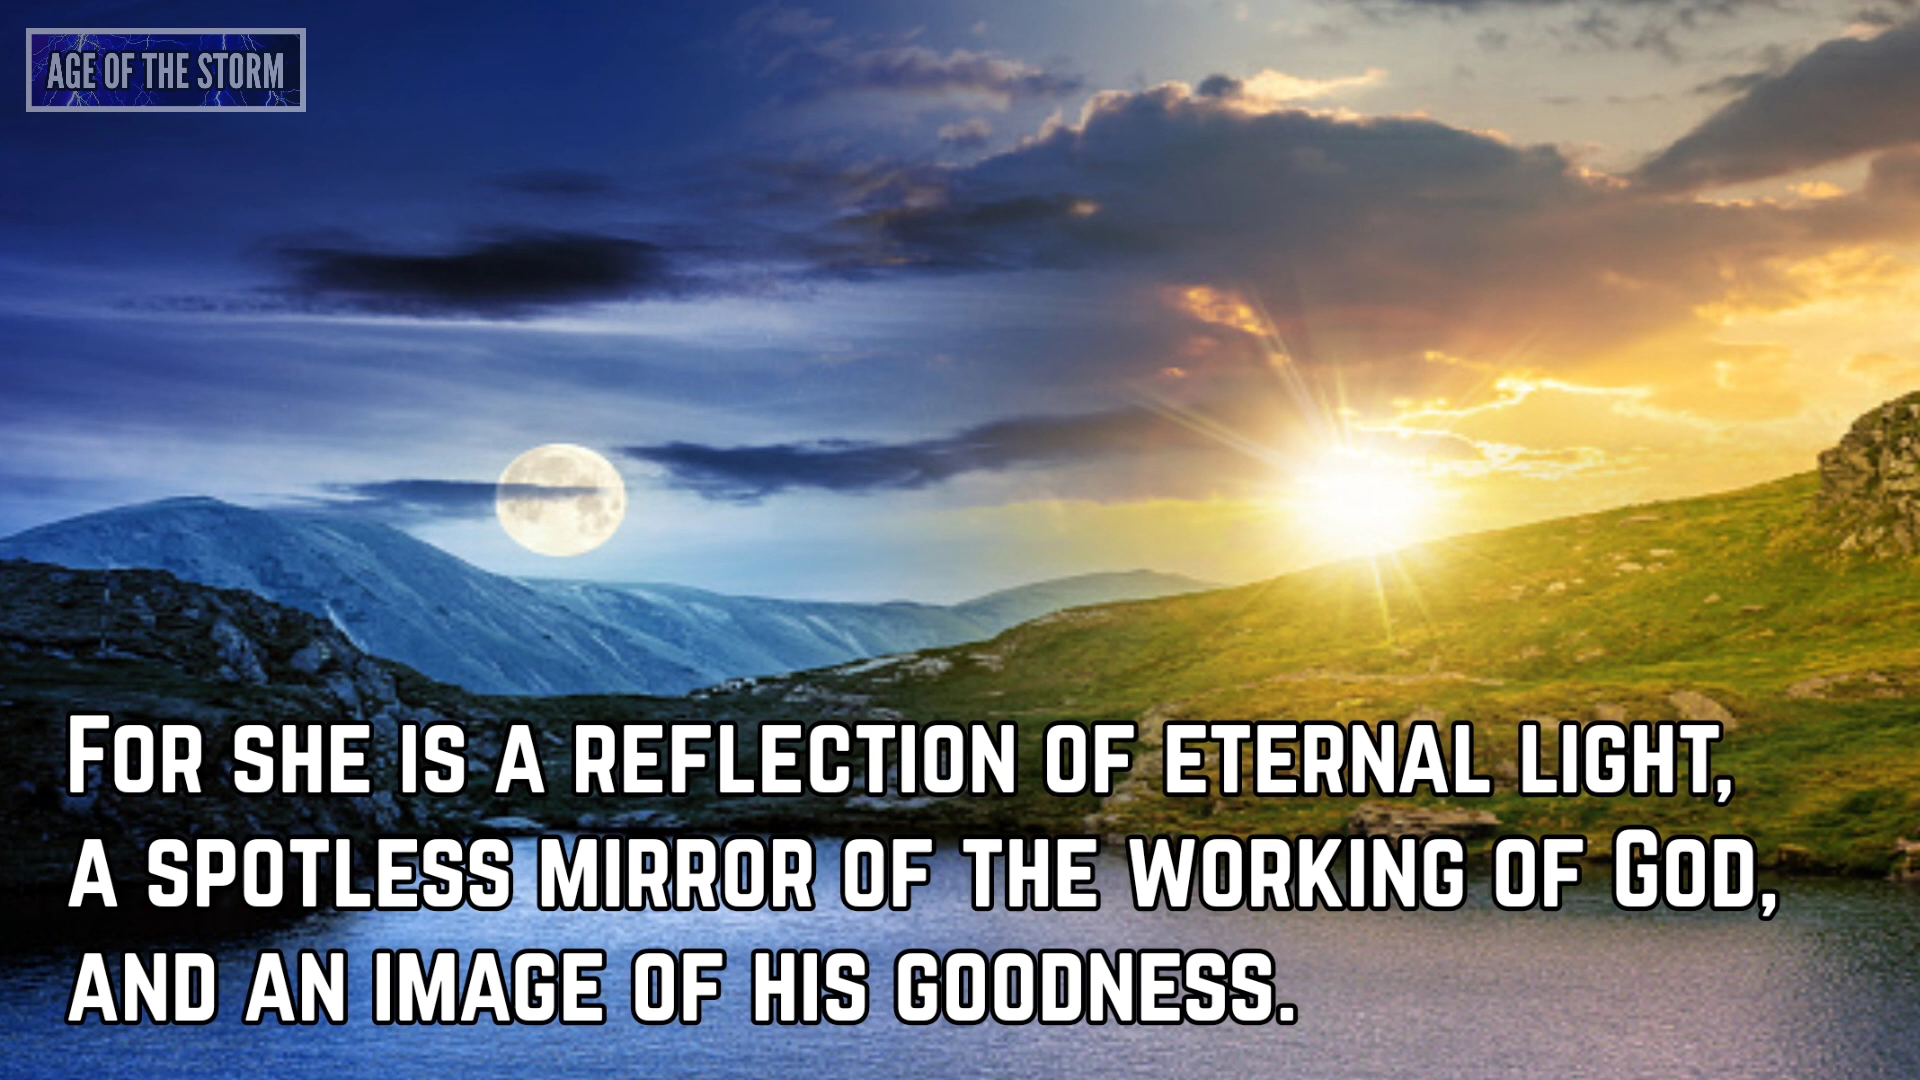 AGE OF THE STORM
For she is a reflection of eternal light,
a spotless mirror of the working of God,
and an image of his goodness.